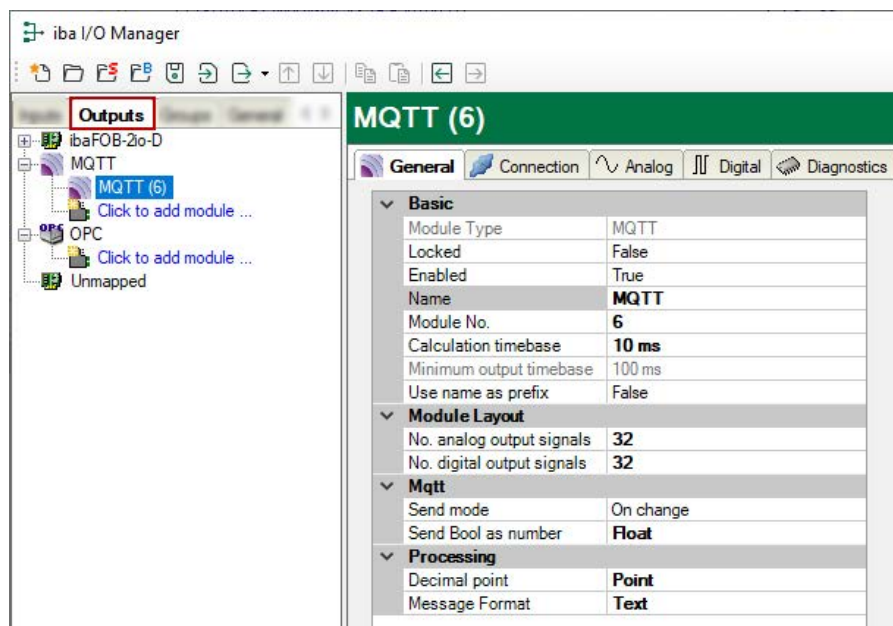 iba I/O Manager
Outputs
ibaFOB-2io-D
MQTT
MQTT (6)
Click to add module ...
OPC
Click to add module ...
Unmapped
MQTT (6)
General Connection Analog Digital Diagnostics
Basic
Module Type MQTT
Locked False
Enabled True
Name MQTT
Module No. 6
Calculation timebase 10 ms
Minimum output timebase 100 ms
Use name as prefix False
Module Layout
No. analog output signals 32
No. digital output signals 32
Mqtt
Send mode On change
Send Bool as number Float
Processing
Decimal point Point
Message Format Text